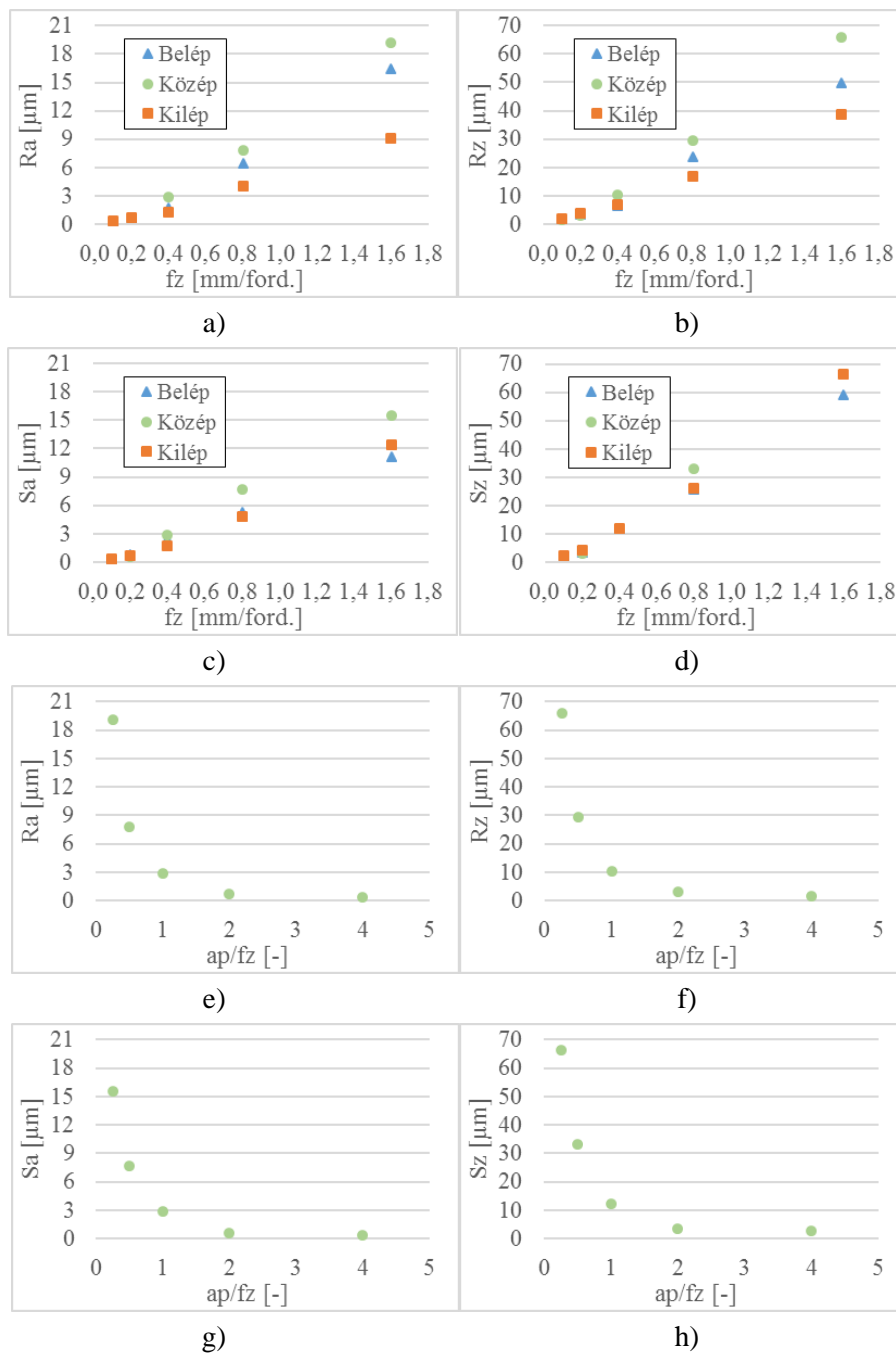 21
18
15
12
9
6
3
0
Ra [µm]
Belép
Közép
Kilép
0,0 0,2 0,4 0,6 0,8 1,0 1,2 1,4 1,6 1,8
fz [mm/ford.]
a)
70
60
50
40
30
20
10
0
Rz [µm]
Belép
Közép
Kilép
0,0 0,2 0,4 0,6 0,8 1,0 1,2 1,4 1,6 1,8
fz [mm/ford.]
b)
21
18
15
12
9
6
3
0
Sa [µm]
Belép
Közép
Kilép
0,0 0,2 0,4 0,6 0,8 1,0 1,2 1,4 1,6 1,8
fz [mm/ford.]
c)
70
60
50
40
30
20
10
0
Sz [µm]
Belép
Közép
Kilép
0,0 0,2 0,4 0,6 0,8 1,0 1,2 1,4 1,6 1,8
fz [mm/ford.]
d)
21
18
15
12
9
6
3
0
Ra [µm]
0 1 2 3 4 5
ap/fz [-]
e)
70
60
50
40
30
20
10
0
Rz [µm]
0 1 2 3 4 5
ap/fz [-]
f)
21
18
15
12
9
6
3
0
Sa [µm]
0 1 2 3 4 5
ap/fz [-]
g)
70
60
50
40
30
20
10
0
Sz [µm]
0 1 2 3 4 5
ap/fz [-]
h)